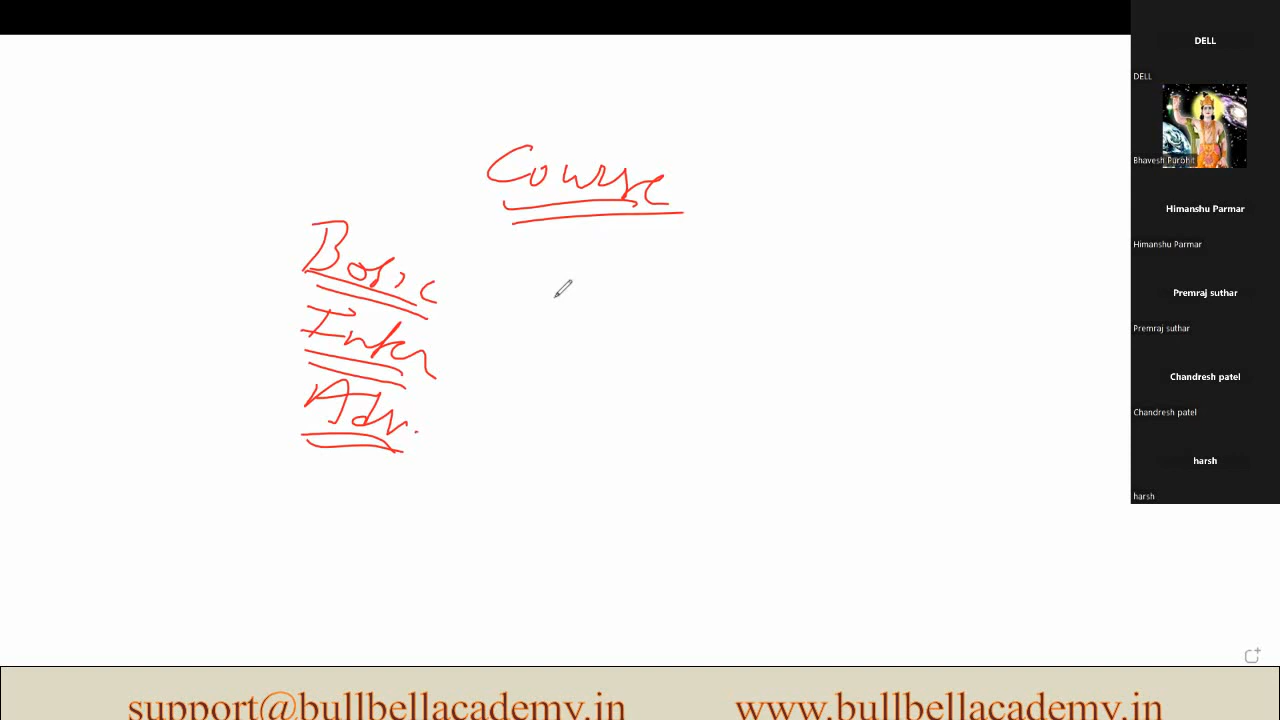 Course
Basic
Inter
Adv.
DELL
DELL
Bhavesh Purohit
Himanshu Parmar
Himanshu Parmar
Premraj suthar
Premraj suthar
Chandresh patel
Chandresh patel
harsh
harsh
support@bullbellacademy.in www.bullbellacademy.in